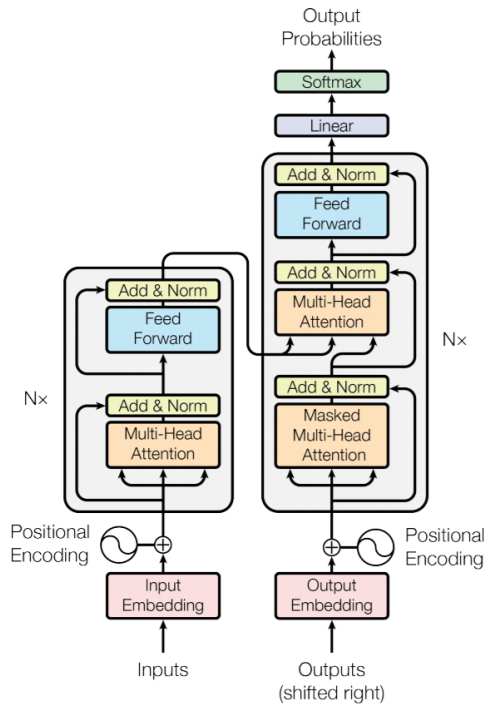 Output
Probabilities
Softmax
Linear
Add & Norm
Feed
Forward
Add & Norm
Multi-Head
Attention
Add & Norm
Masked
Multi-Head
Attention
N×
Add & Norm
Feed
Forward
Add & Norm
Multi-Head
Attention
N×
Positional
Encoding
Positional
Encoding
Input
Embedding
Output
Embedding
Inputs
Outputs
(shifted right)